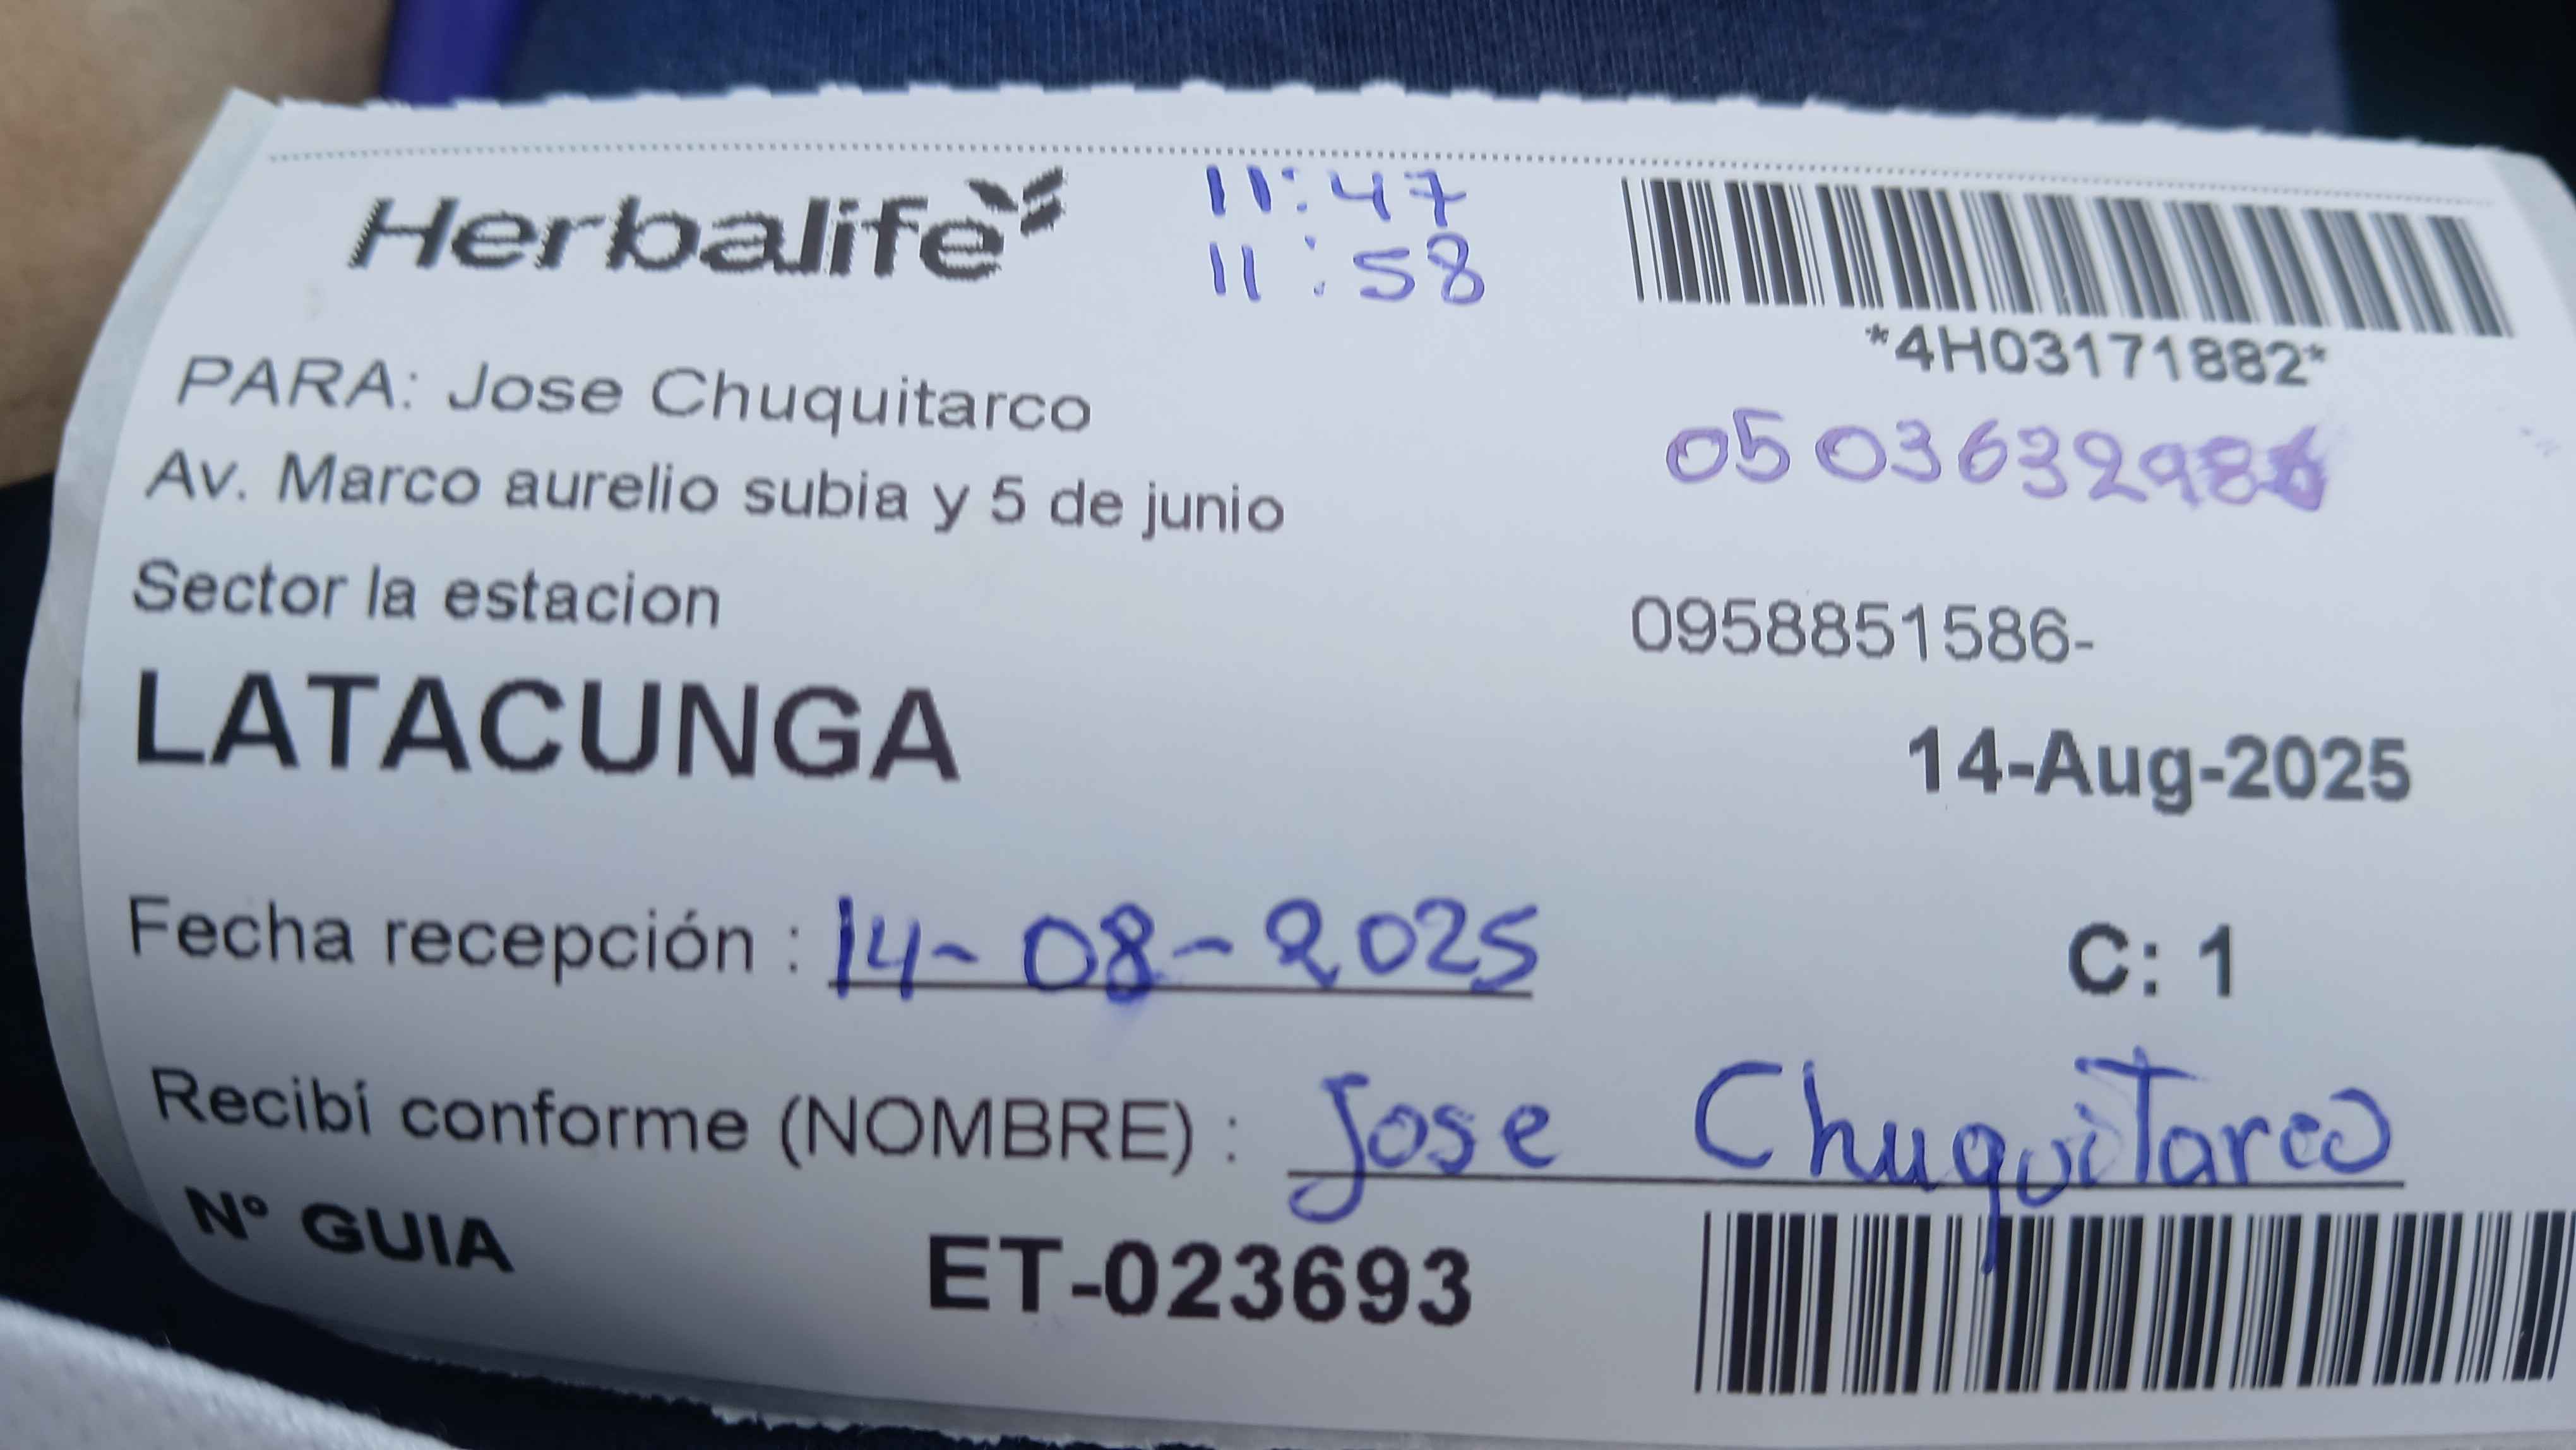 Herbalife
11:47
11:58
*4H03171882*
PARA: Jose Chuquitarco
Av. Marco aurelio subia y 5 de junio
Sector la estacion
0958851586-
LATACUNGA
14-Aug-2025
Fecha recepción : 14-08-2025
C: 1
Recibí conforme (NOMBRE) : Jose Chuquitarco
Nº GUIA
ET-023693